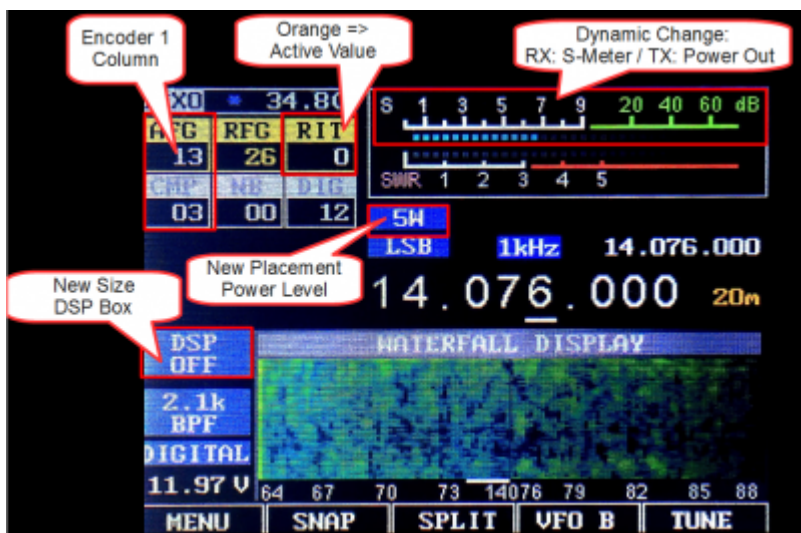 Encoder 1
Column
Orange =>
Active Value
Dynamic Change:
RX: S-Meter / TX: Power Out
XO * 34.8
S 1 3 5 7 9 20 40 60 dB
AFG RFG RIT
13 26 0
SWR 1 2 3 4 5
CMP NB DIG
03 00 12
5W
LSB 1kHz 14.076.000
New Placement
Power Level
14.076.000 20m
New Size
DSP Box
DSP
OFF
WATERFALL DISPLAY
2.1k
BPF
DIGITAL
11.97 V
64 67 70 73 14076 79 82 85 88
MENU SNAP SPLIT VFO B TUNE